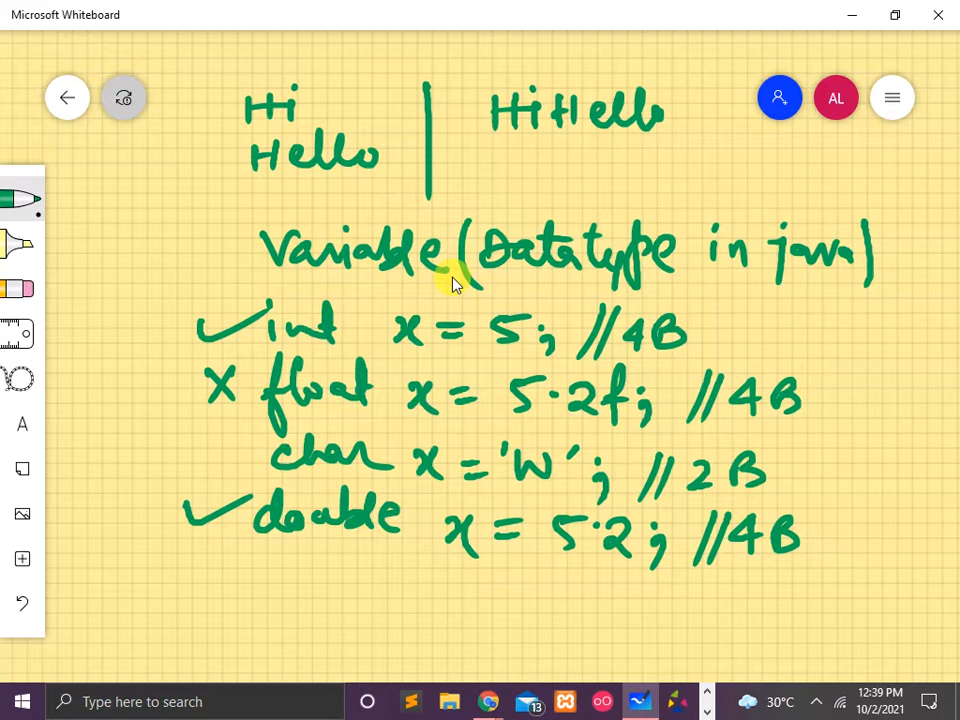 Microsoft Whiteboard
AL
Hi
Hello
HiHello
Variable (Datatype in java)
int x = 5; //4B
float x = 5.2f; //4B
char x = 'W'; //2B
double x = 5.2; //4B
A
Type here to search
13
30°C
12:39 PM
10/2/2021